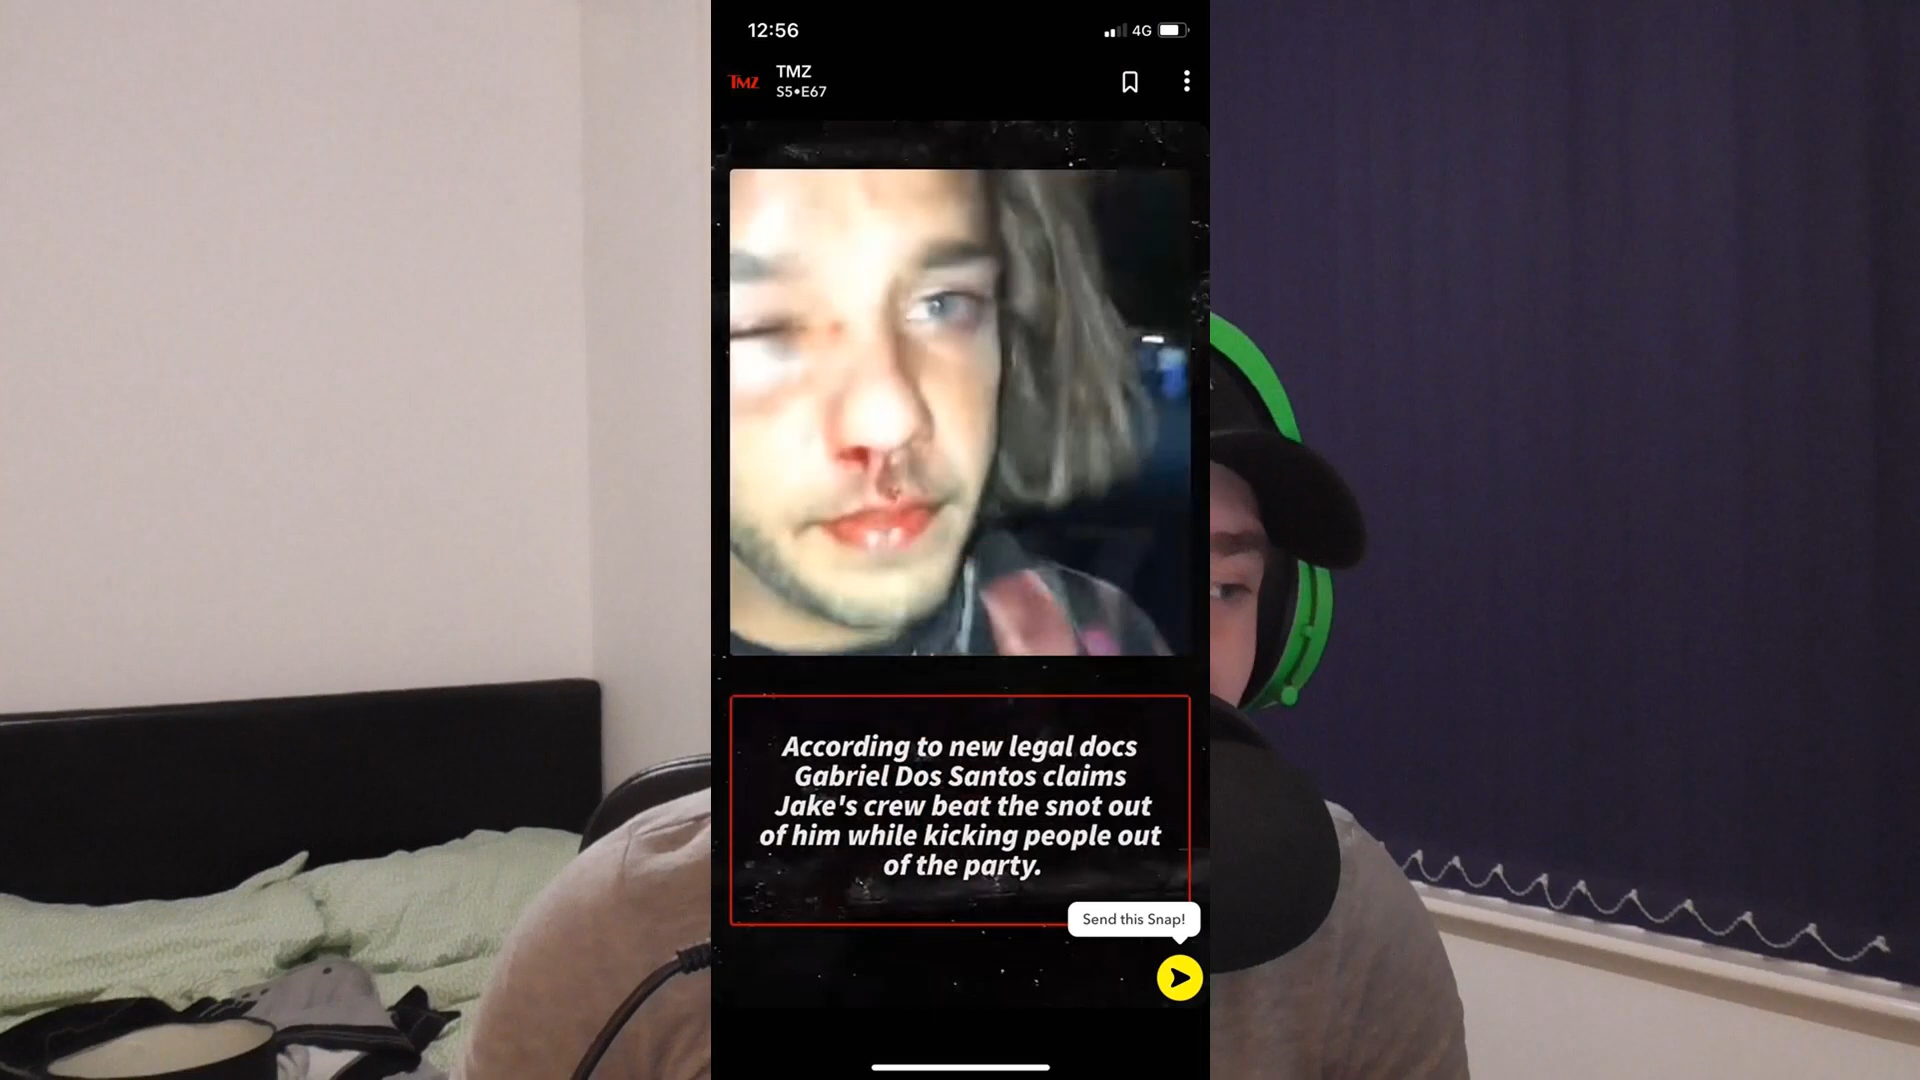 12:56
4G
TMZ
TMZ
S5•E67
According to new legal docs
Gabriel Dos Santos claims
Jake's crew beat the snot out
of him while kicking people out
of the party.
Send this Snap!